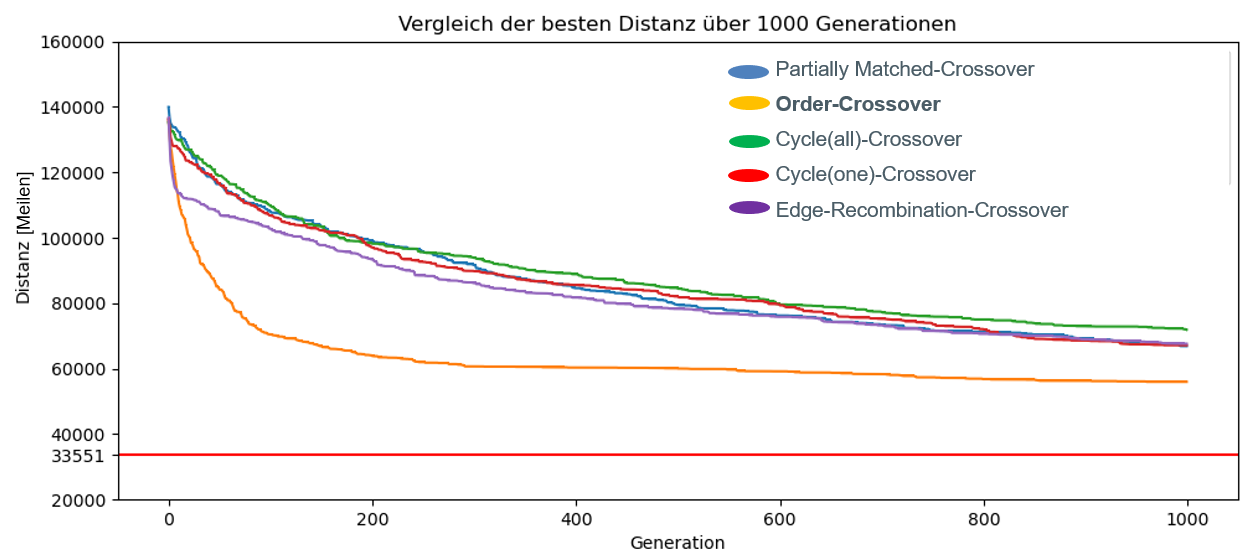 Vergleich der besten Distanz über 1000 Generationen
160000
140000
120000
100000
80000
60000
40000
33551
20000
Distanz [Meilen]
Partially Matched-Crossover
Order-Crossover
Cycle(all)-Crossover
Cycle(one)-Crossover
Edge-Recombination-Crossover
0 200 400 600 800 1000
Generation